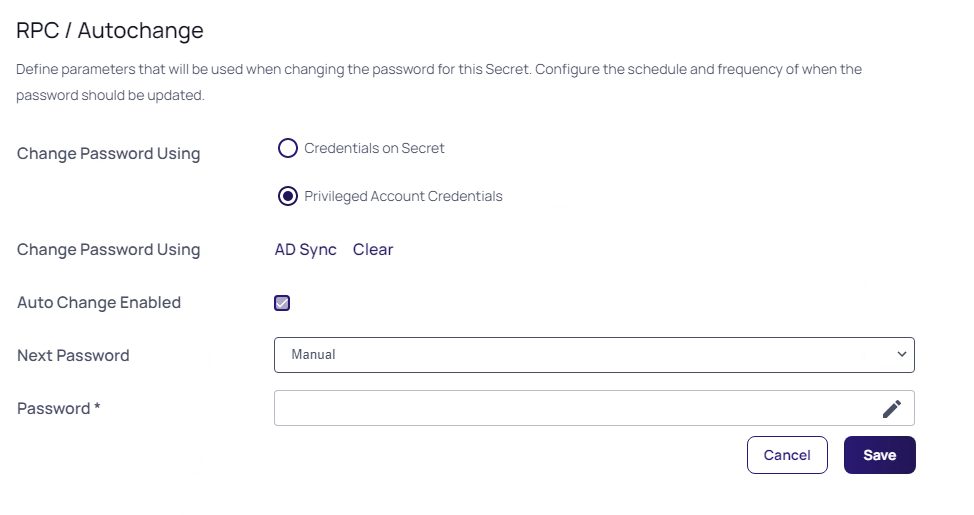 RPC / Autochange
Define parameters that will be used when changing the password for this Secret. Configure the schedule and frequency of when the
password should be updated.
Change Password Using
Credentials on Secret
Privileged Account Credentials
Change Password Using AD Sync Clear
Auto Change Enabled
Next Password Manual
Password *
Cancel Save